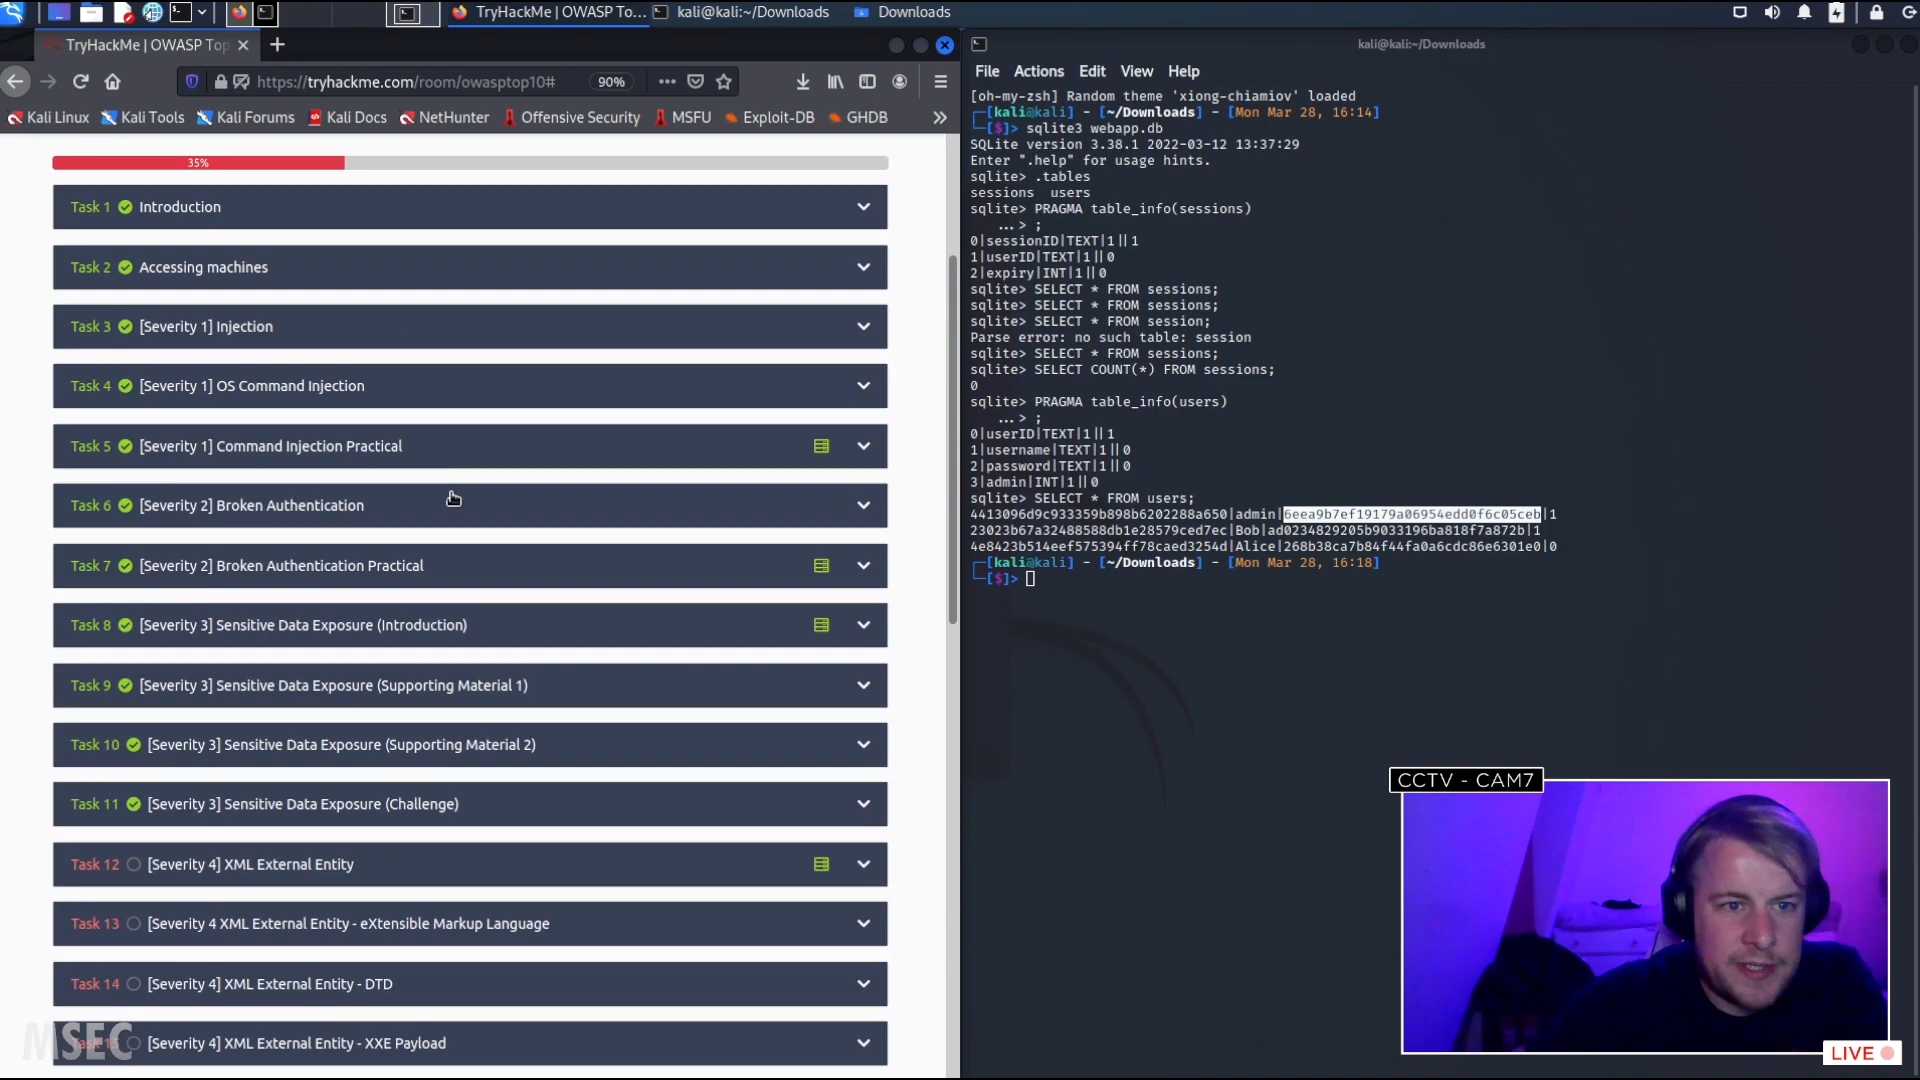 TryHackMe | OWASP To...
kali@kali:~/Downloads
Downloads
TryHackMe | OWASP Top
https://tryhackme.com/room/owasptop10#
90%
Kali Linux
Kali Tools
Kali Forums
Kali Docs
NetHunter
Offensive Security
MSFU
Exploit-DB
GHDB
35%
Task 1 Introduction
Task 2 Accessing machines
Task 3 [Severity 1] Injection
Task 4 [Severity 1] OS Command Injection
Task 5 [Severity 1] Command Injection Practical
Task 6 [Severity 2] Broken Authentication
Task 7 [Severity 2] Broken Authentication Practical
Task 8 [Severity 3] Sensitive Data Exposure (Introduction)
Task 9 [Severity 3] Sensitive Data Exposure (Supporting Material 1)
Task 10 [Severity 3] Sensitive Data Exposure (Supporting Material 2)
Task 11 [Severity 3] Sensitive Data Exposure (Challenge)
Task 12 [Severity 4] XML External Entity
Task 13 [Severity 4 XML External Entity - eXtensible Markup Language
Task 14 [Severity 4] XML External Entity - DTD
Task 15 [Severity 4] XML External Entity - XXE Payload
MSEC
kali@kali:~/Downloads
File Actions Edit View Help
[oh-my-zsh] Random theme 'xiong-chiamiov' loaded
[kali@kali] - [~/Downloads] - [Mon Mar 28, 16:14]
[$]> sqlite3 webapp.db
SQLite version 3.38.1 2022-03-12 13:37:29
Enter ".help" for usage hints.
sqlite> .tables
sessions users
sqlite> PRAGMA table_info(sessions)
...> ;
0|sessionID|TEXT|1||1
1|userID|TEXT|1||0
2|expiry|INT|1||0
sqlite> SELECT * FROM sessions;
sqlite> SELECT * FROM sessions;
sqlite> SELECT * FROM session;
Parse error: no such table: session
sqlite> SELECT * FROM sessions;
sqlite> SELECT COUNT(*) FROM sessions;
0
sqlite> PRAGMA table_info(users)
...> ;
0|userID|TEXT|1||1
1|username|TEXT|1||0
2|password|TEXT|1||0
3|admin|INT|1||0
sqlite> SELECT * FROM users;
4413096d9c933359b898b6202288a650|admin|6eea9b7ef19179a06954edd0f6c05ceb|1
23023b67a32488588db1e28579ced7ec|Bob|ad0234829205b9033196ba818f7a872b|1
4e8423b514eef575394ff78caed3254d|Alice|268b38ca7b84f44fa0a6cdc86e6301e0|0
[kali@kali] - [~/Downloads] - [Mon Mar 28, 16:18]
[$]>
CCTV - CAM7
LIVE